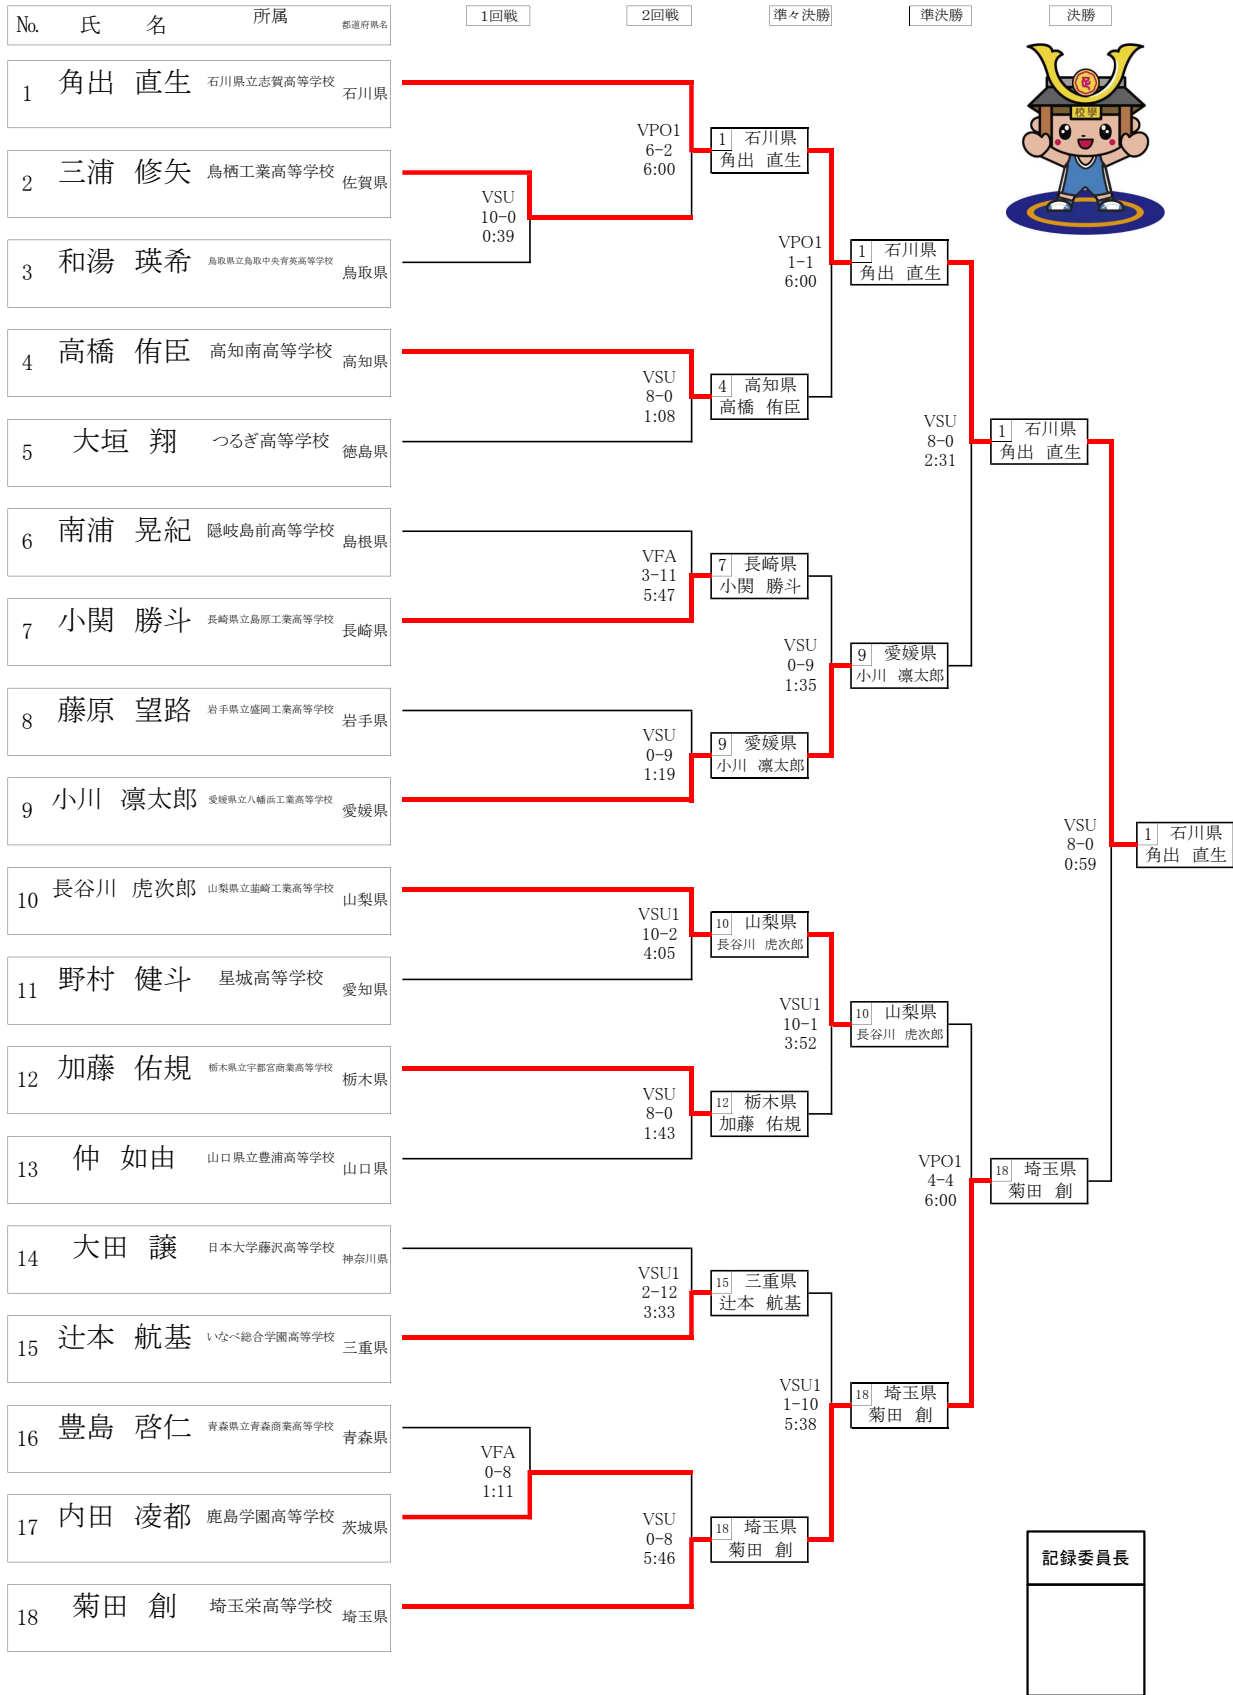 No. 氏 名 所属 都道府県名 1回戦 2回戦 準々決勝 準決勝 決勝
1 角出 直生 石川県立志賀高等学校 石川県
2 三浦 修矢 鳥栖工業高等学校 佐賀県
3 和湯 瑛希 鳥取県立鳥取中央育英高等学校 鳥取県
4 高橋 侑臣 高知南高等学校 高知県
5 大垣 翔 つるぎ高等学校 徳島県
6 南浦 晃紀 隠岐島前高等学校 島根県
7 小関 勝斗 長崎県立島原工業高等学校 長崎県
8 藤原 望路 岩手県立盛岡工業高等学校 岩手県
9 小川 凛太郎 愛媛県立八幡浜工業高等学校 愛媛県
10 長谷川 虎次郎 山梨県立韮崎工業高等学校 山梨県
11 野村 健斗 星城高等学校 愛知県
12 加藤 佑規 栃木県立宇都宮商業高等学校 栃木県
13 仲 如由 山口県立豊浦高等学校 山口県
14 大田 譲 日本大学藤沢高等学校 神奈川県
15 辻本 航基 いなべ総合学園高等学校 三重県
16 豊島 啓仁 青森県立青森商業高等学校 青森県
17 内田 凌都 鹿島学園高等学校 茨城県
18 菊田 創 埼玉栄高等学校 埼玉県
VSU
10-0
0:39
VFA
0-8
1:11
VPO1
6-2
6:00
VSU
8-0
1:08
VFA
3-11
5:47
VSU
0-9
1:19
VSU1
10-2
4:05
VSU
8-0
1:43
VSU1
2-12
3:33
VSU
0-8
5:46
1 石川県
角出 直生
4 高知県
高橋 侑臣
7 長崎県
小関 勝斗
9 愛媛県
小川 凛太郎
10 山梨県
長谷川 虎次郎
12 栃木県
加藤 佑規
15 三重県
辻本 航基
18 埼玉県
菊田 創
VPO1
1-1
6:00
VSU
0-9
1:35
VSU1
10-1
3:52
VSU1
1-10
5:38
1 石川県
角出 直生
9 愛媛県
小川 凛太郎
10 山梨県
長谷川 虎次郎
18 埼玉県
菊田 創
VSU
8-0
2:31
VPO1
4-4
6:00
1 石川県
角出 直生
18 埼玉県
菊田 創
VSU
8-0
0:59
1 石川県
角出 直生
校學
記録委員長